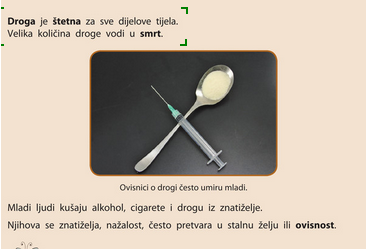 Droga je štetna za sve dijelove tijela.
Velika količina droge vodi u smrt.
Ovisnici o drogi često umiru mladi.
Mladi ljudi kušaju alkohol, cigarete i drogu iz znatiželje.
Njihova se znatiželja, nažalost, često pretvara u stalnu želju ili ovisnost.